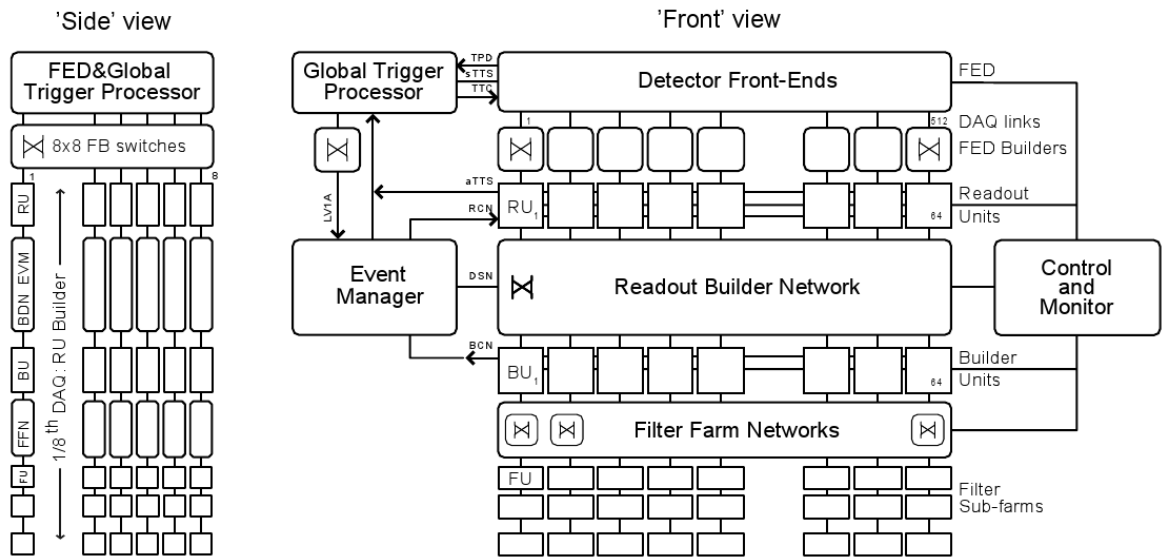 'Side' view
FED&Global
Trigger Processor
8x8 FB switches
1
8
RU
BDN EVM
BU
FFN
FU
1/8th DAQ: RU Builder
'Front' view
Global Trigger
Processor
TPD
sTTS
TTC
Detector Front-Ends
FED
1
512
DAQ links
FED Builders
LV1A
aTTS
RCN
RU1
64
Readout
Units
Event
Manager
DSN
Readout Builder Network
Control
and
Monitor
BCN
BU1
64
Builder
Units
Filter Farm Networks
FU
Filter
Sub-farms